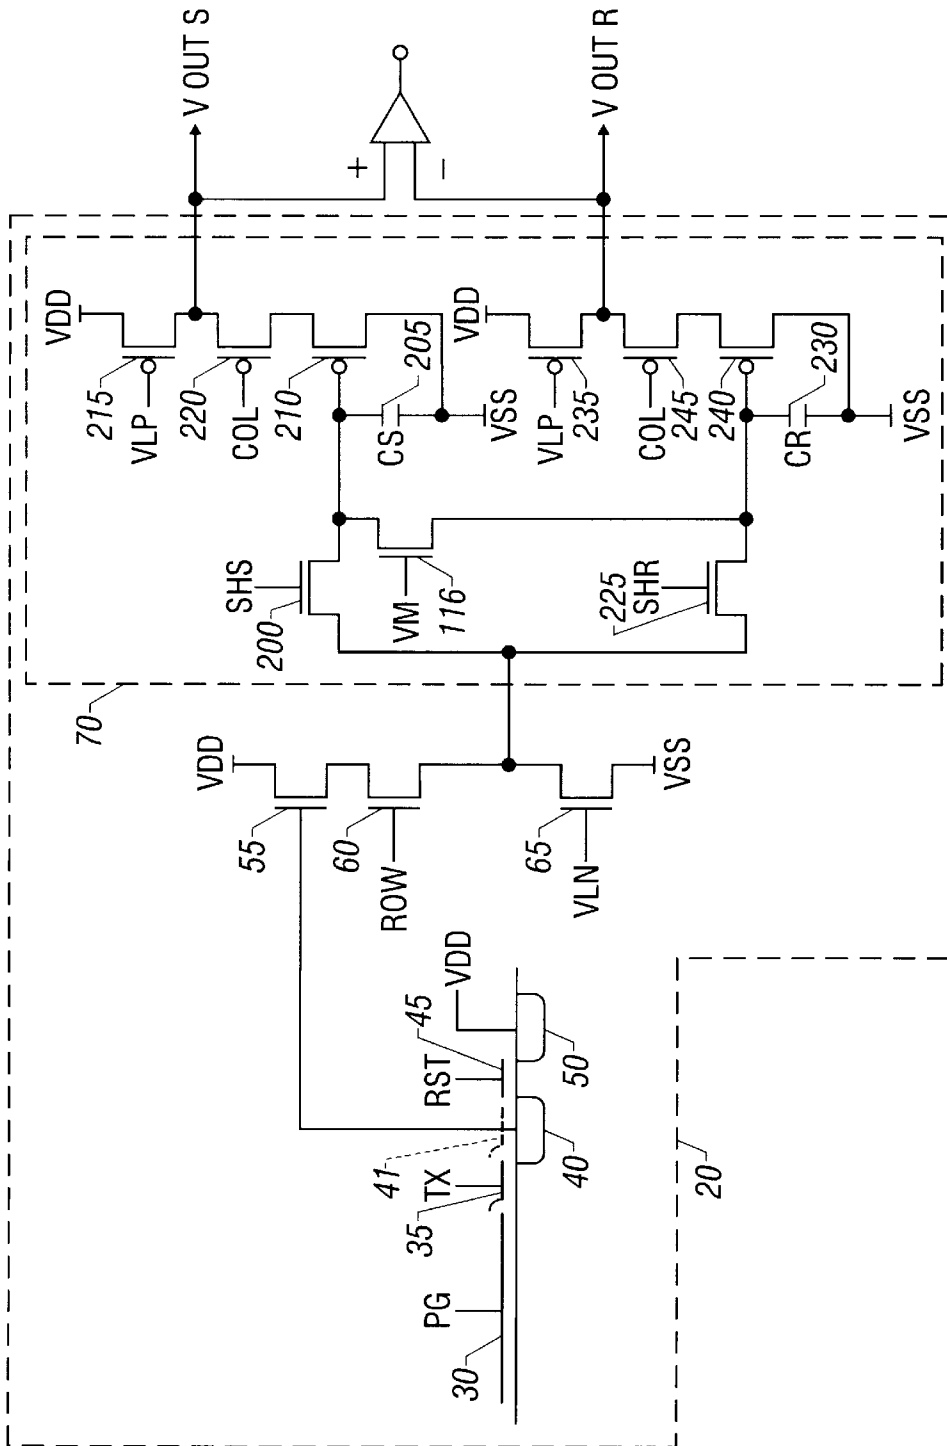 V OUT S
V OUT R
+
−
VDD
215
VLP
220
COL
210
205
CS
VSS
VDD
VLP
235
COL
245
240
230
CR
VSS
SHS
200
VM
116
225
SHR
70
VDD
55
60
ROW
65
VLN
VSS
VDD
45
RST
50
41
TX
40
35
PG
30
20